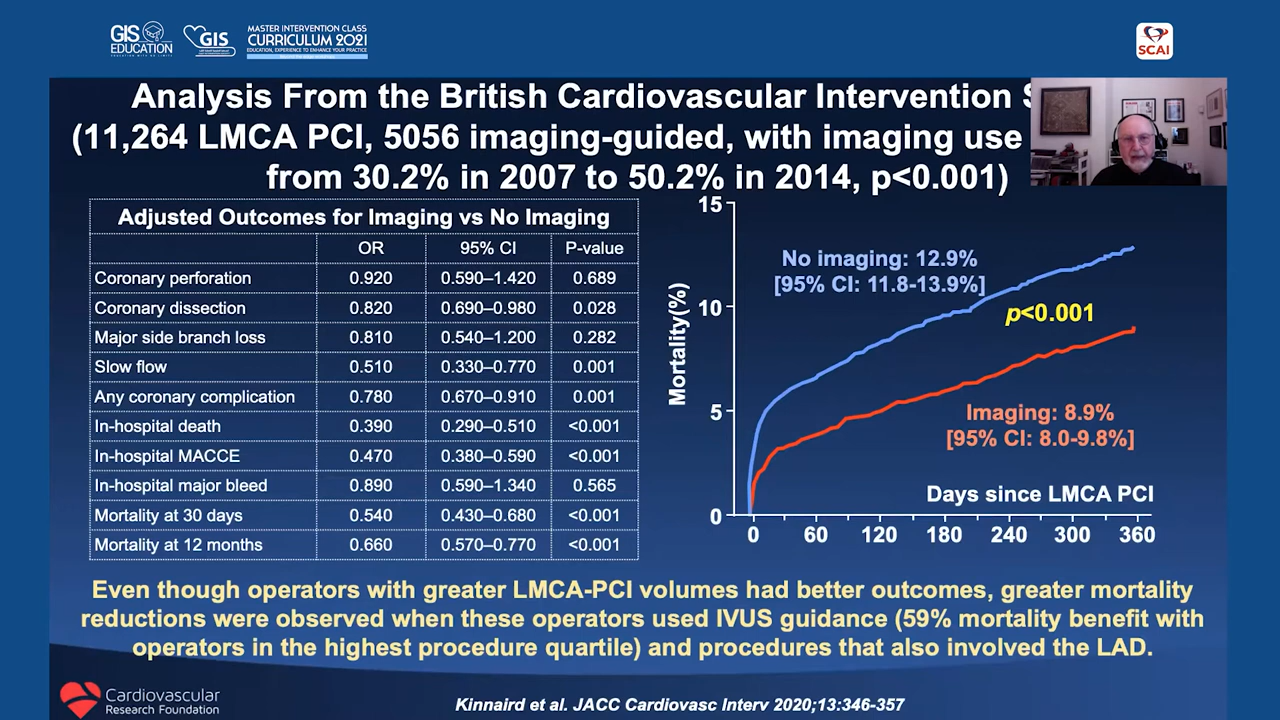 GIS
EDUCATION
EDUCATION WITH NO LIMITS
GIS
MASTER INTERVENTION CLASS
CURRICULUM 2021
EDUCATION, EXPERIENCE TO ENHANCE YOUR PRACTICE
SCAI
Analysis From the British Cardiovascular Intervention
(11,264 LMCA PCI, 5056 imaging-guided, with imaging use
from 30.2% in 2007 to 50.2% in 2014, p<0.001)
Adjusted Outcomes for Imaging vs No Imaging
OR 95% CI P-value
Coronary perforation 0.920 0.590–1.420 0.689
Coronary dissection 0.820 0.690–0.980 0.028
Major side branch loss 0.810 0.540–1.200 0.282
Slow flow 0.510 0.330–0.770 0.001
Any coronary complication 0.780 0.670–0.910 0.001
In-hospital death 0.390 0.290–0.510 <0.001
In-hospital MACCE 0.470 0.380–0.590 <0.001
In-hospital major bleed 0.890 0.590–1.340 0.565
Mortality at 30 days 0.540 0.430–0.680 <0.001
Mortality at 12 months 0.660 0.570–0.770 <0.001
Mortality(%)
15
10
5
0
No imaging: 12.9%
[95% CI: 11.8-13.9%]
p<0.001
Imaging: 8.9%
[95% CI: 8.0-9.8%]
Days since LMCA PCI
0 60 120 180 240 300 360
Even though operators with greater LMCA-PCI volumes had better outcomes, greater mortality
reductions were observed when these operators used IVUS guidance (59% mortality benefit with
operators in the highest procedure quartile) and procedures that also involved the LAD.
Cardiovascular
Research Foundation
Kinnaird et al. JACC Cardiovasc Interv 2020;13:346-357